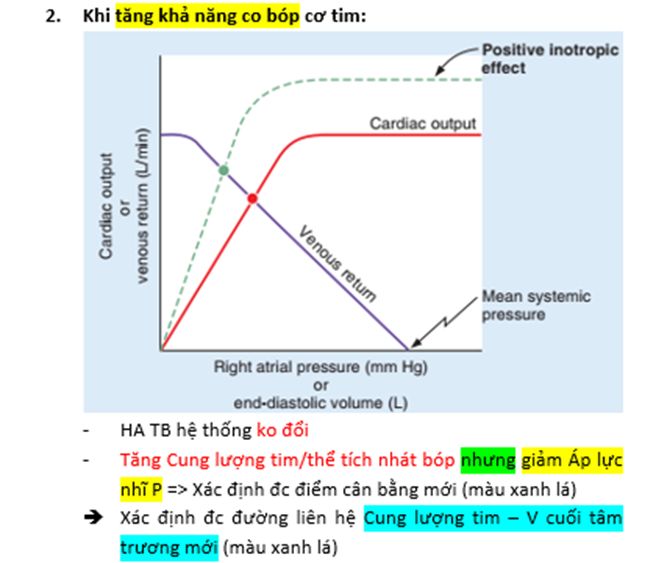 2. Khi tăng khả năng co bóp cơ tim:
Positive inotropic
effect
Cardiac output
Cardiac output
or
venous return (L/min)
Venous return
Mean systemic
pressure
Right atrial pressure (mm Hg)
or
end-diastolic volume (L)
- HA TB hệ thống ko đổi
- Tăng Cung lượng tim/thể tích nhát bóp nhưng giảm Áp lực
nhĩ P => Xác định đc điểm cân bằng mới (màu xanh lá)
➔ Xác định đc đường liên hệ Cung lượng tim – V cuối tâm
trương mới (màu xanh lá)